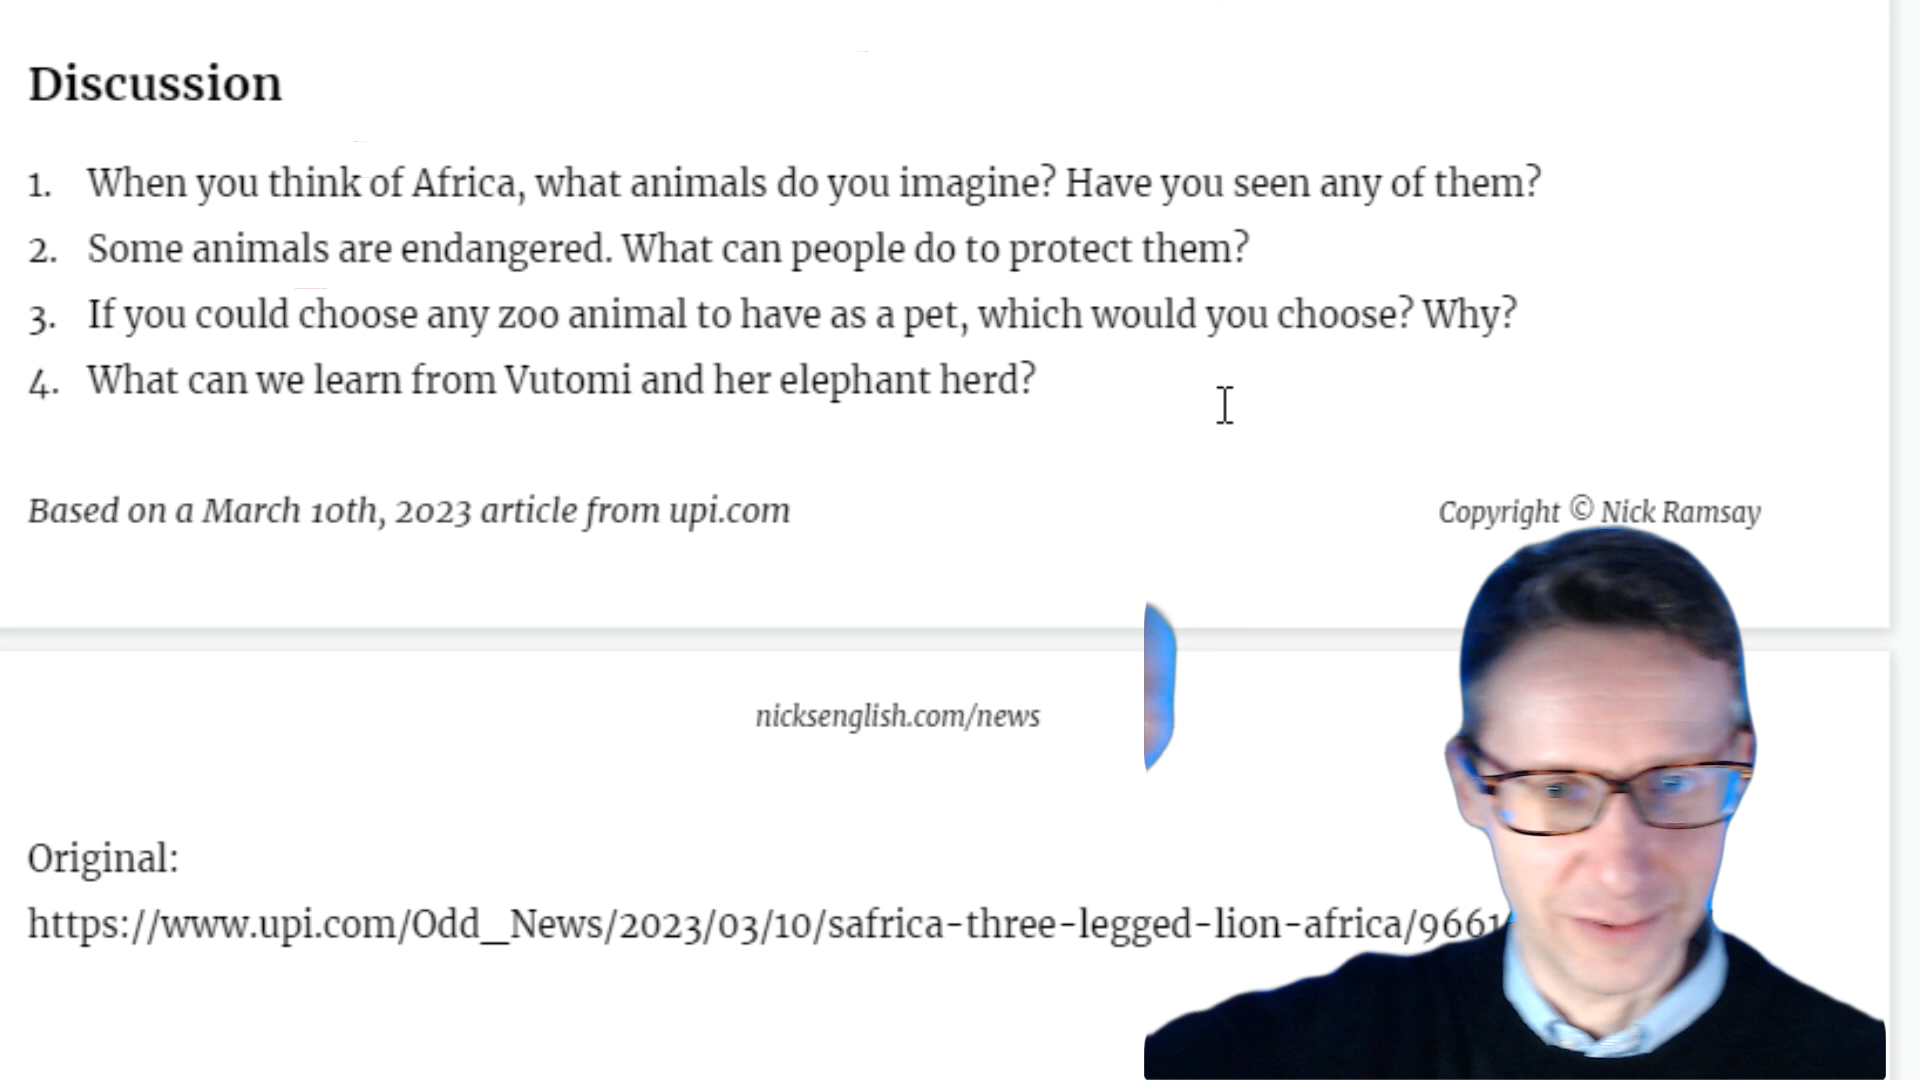 Discussion
1. When you think of Africa, what animals do you imagine? Have you seen any of them?
2. Some animals are endangered. What can people do to protect them?
3. If you could choose any zoo animal to have as a pet, which would you choose? Why?
4. What can we learn from Vutomi and her elephant herd?
Based on a March 10th, 2023 article from upi.com
Copyright © Nick Ramsay
nicksenglish.com/news
Original:
https://www.upi.com/Odd_News/2023/03/10/safrica-three-legged-lion-africa/9661